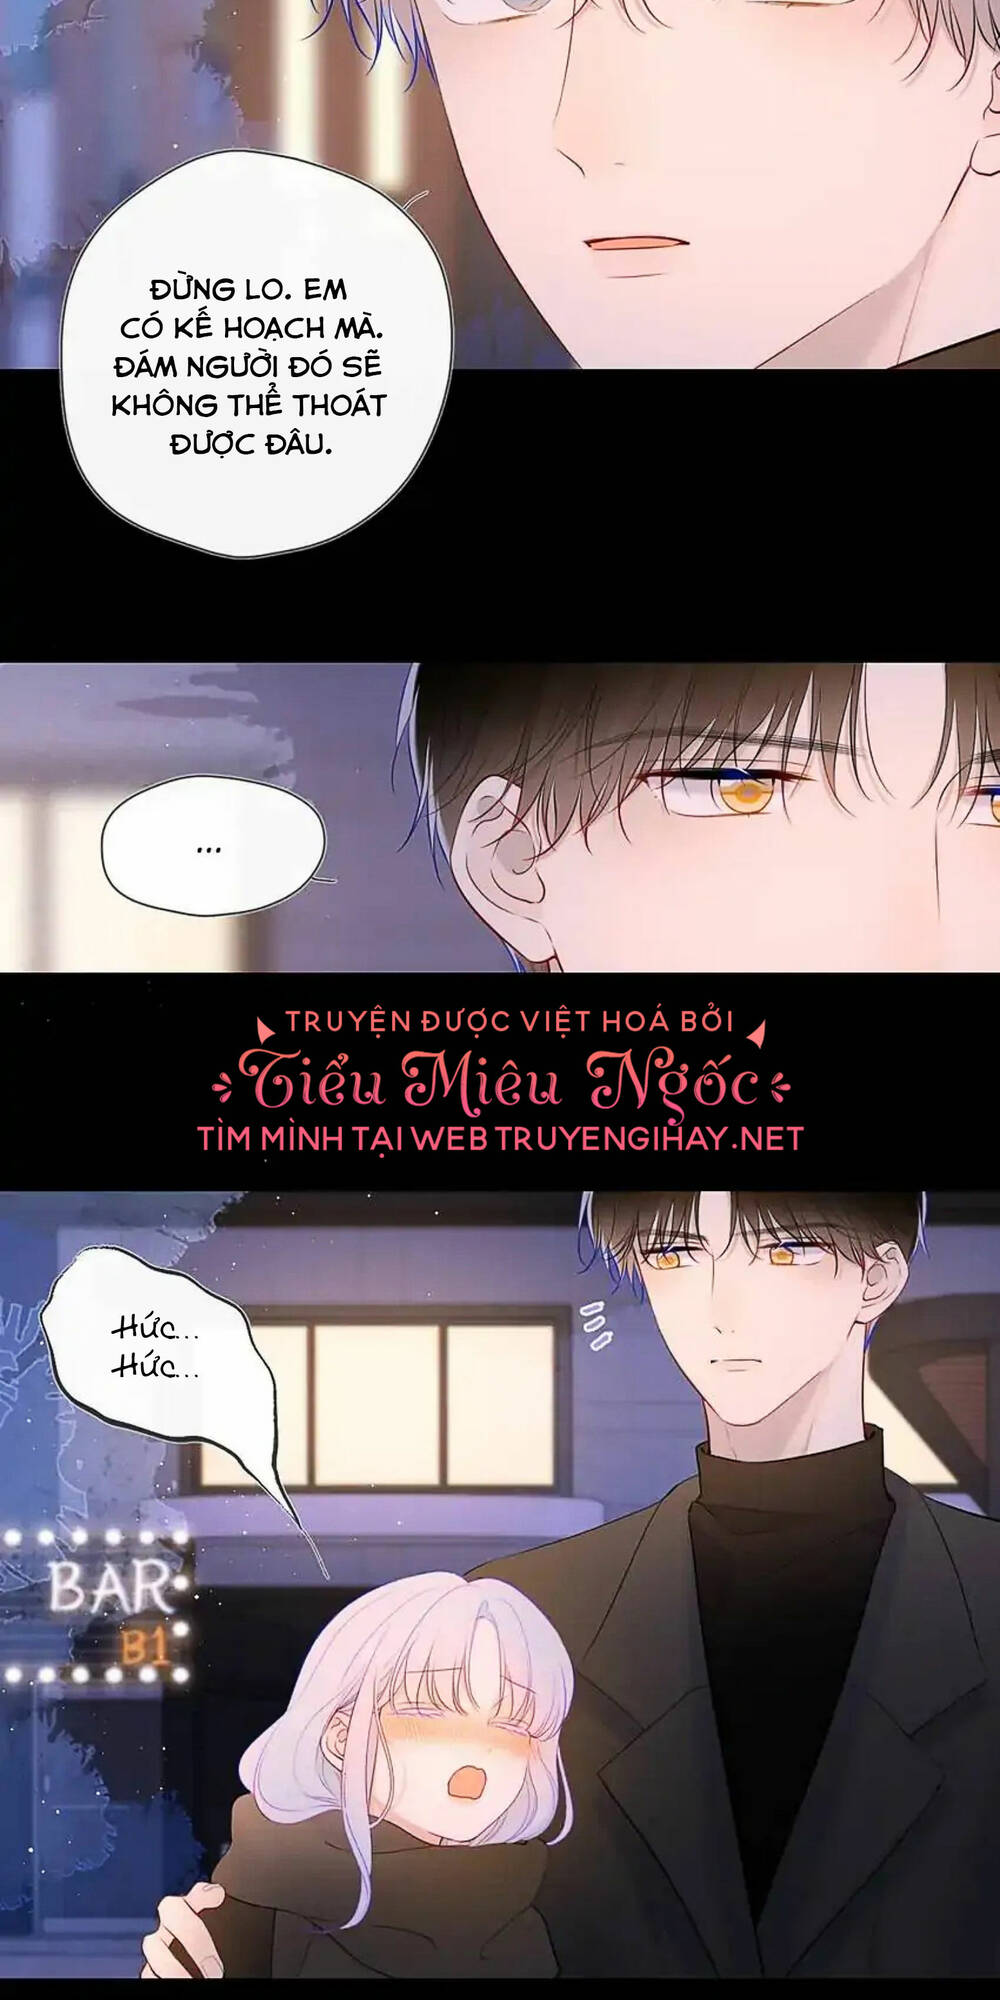 ĐỪNG LO. EM
CÓ KẾ HOẠCH MÀ.
ĐÁM NGƯỜI ĐÓ SẼ
KHÔNG THỂ THOÁT
ĐƯỢC ĐÂU.
...
TRUYỆN ĐƯỢC VIỆT HOÁ BỞI
Tiểu Miêu Ngốc
TÌM MÌNH TẠI WEB TRUYENGIHAY.NET
Hức...
Hức...
BAR
B1